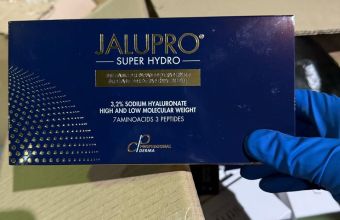 JALUPRO®
SUPER HYDRO
3,2% SODIUM HYALURONATE
HIGH AND LOW MOLECULAR WEIGHT
7AMINOACIDS 3 PEPTIDES
PROFESSIONAL
DERMA